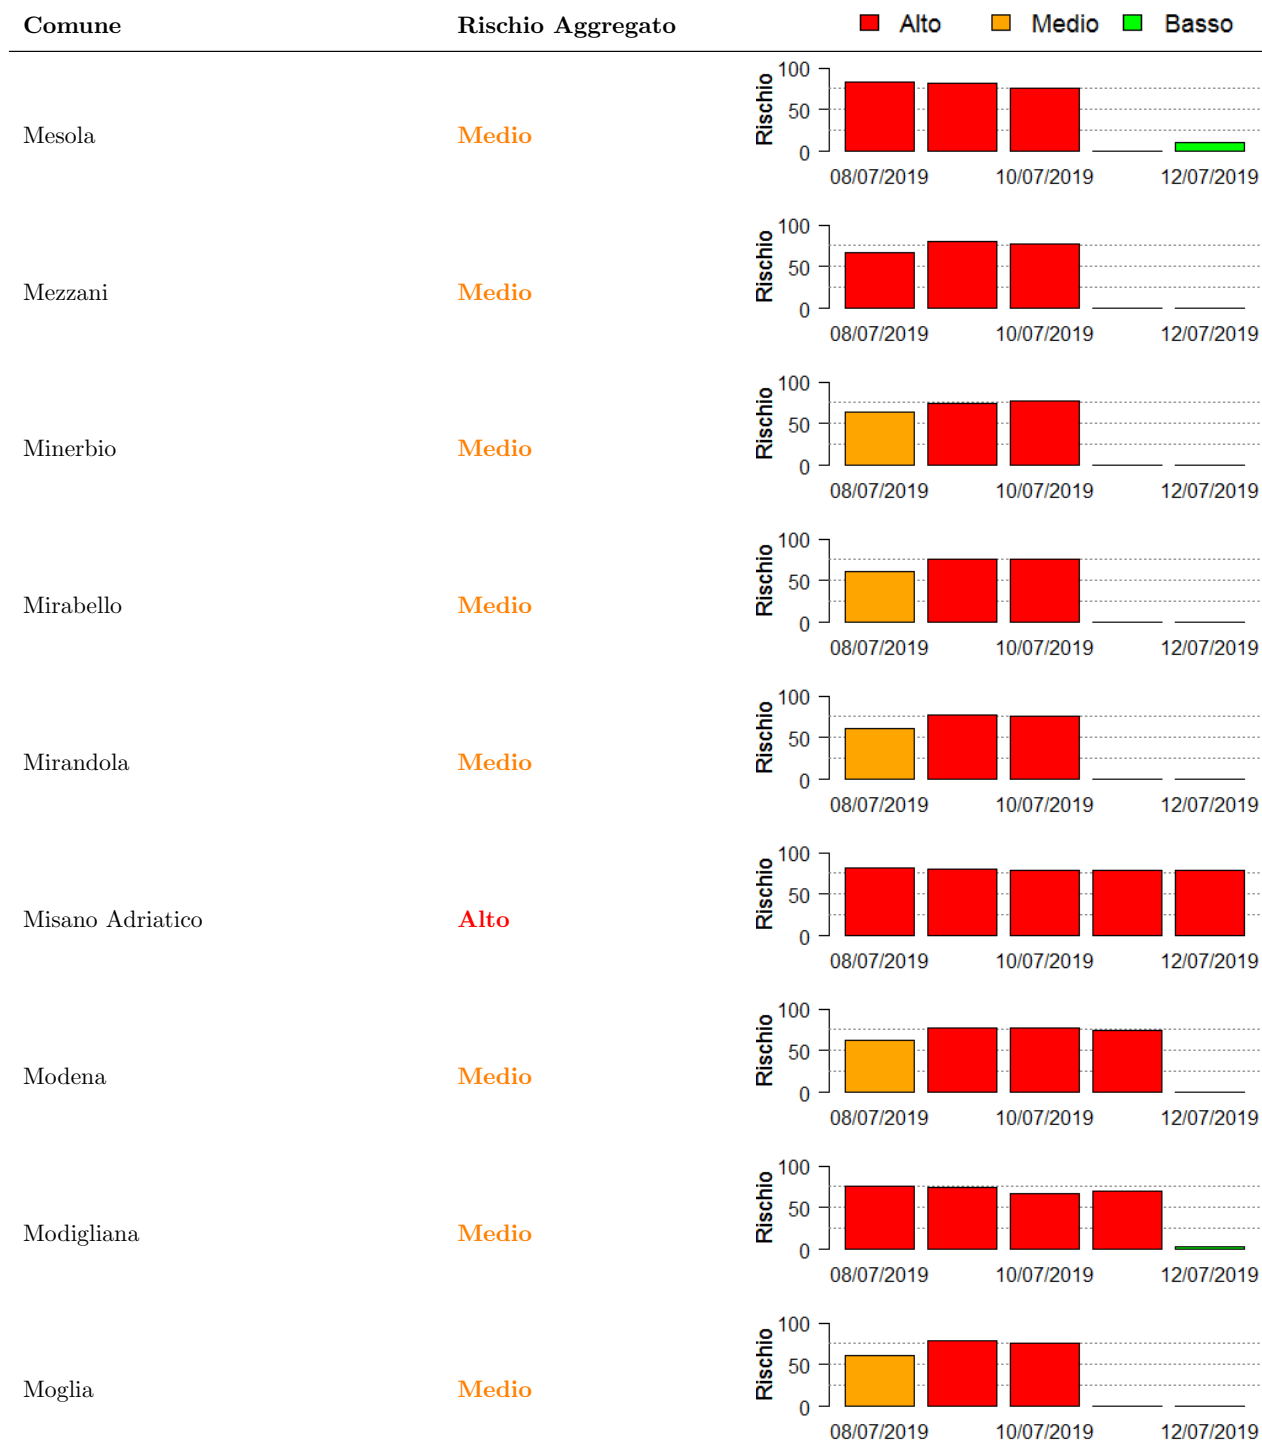 Comune Rischio Aggregato Alto Medio Basso
100
50
0
Rischio
Mesola Medio
08/07/2019 10/07/2019 12/07/2019
100
50
0
Rischio
Mezzani Medio
08/07/2019 10/07/2019 12/07/2019
100
50
0
Rischio
Minerbio Medio
08/07/2019 10/07/2019 12/07/2019
100
50
0
Rischio
Mirabello Medio
08/07/2019 10/07/2019 12/07/2019
100
50
0
Rischio
Mirandola Medio
08/07/2019 10/07/2019 12/07/2019
100
50
0
Rischio
Misano Adriatico Alto
08/07/2019 10/07/2019 12/07/2019
100
50
0
Rischio
Modena Medio
08/07/2019 10/07/2019 12/07/2019
100
50
0
Rischio
Modigliana Medio
08/07/2019 10/07/2019 12/07/2019
100
50
0
Rischio
Moglia Medio
08/07/2019 10/07/2019 12/07/2019